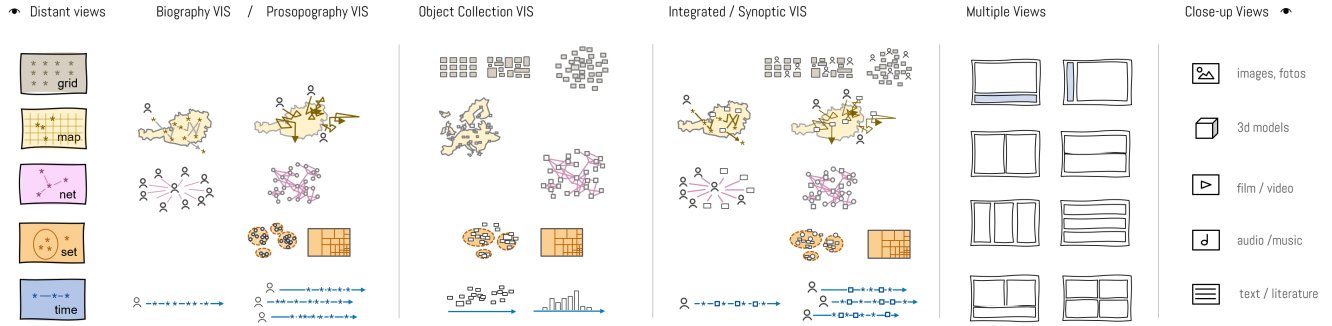 Distant views
Biography VIS / Prosopography VIS
Object Collection VIS
Integrated / Synoptic VIS
Multiple Views
Close-up Views
grid
map
net
set
time
images, fotos
3d models
film / video
audio /music
text / literature